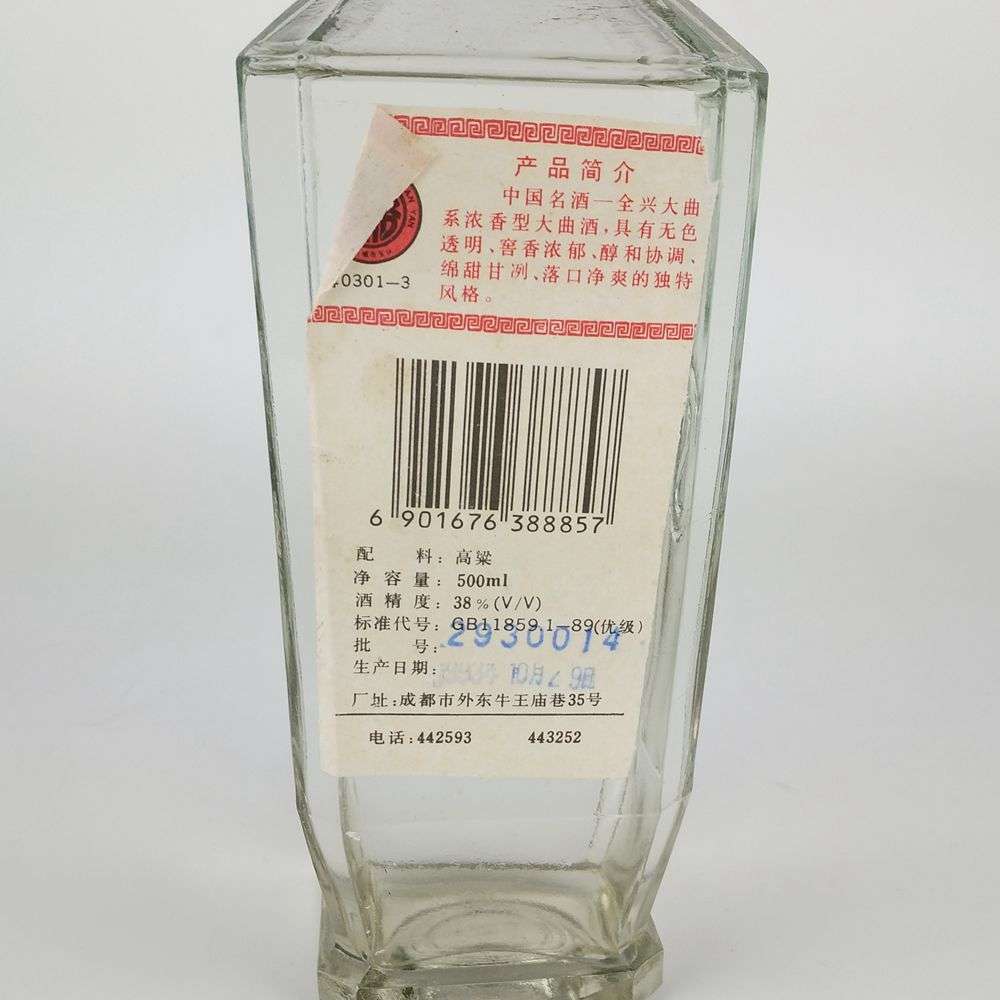 产品简介
中国名酒—全兴大曲
系浓香型大曲酒,具有无色
透明、窖香浓郁、醇和协调、
绵甜甘冽、落口净爽的独特
风格。
0301—3
6 901676 388857
配 料: 高粱
净容量: 500ml
酒精度: 38%(V/V)
标准代号: GB11859.1—89(优级)
批 号: 2930014
生产日期:
厂址:成都市外东牛王庙巷35号
电话:442593 443252